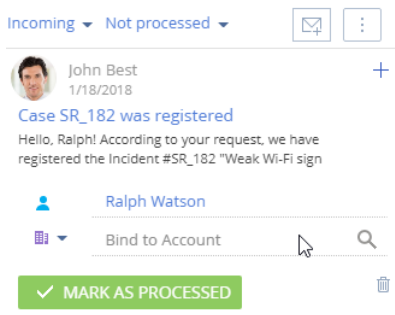 Incoming Not processed
John Best
1/18/2018
Case SR_182 was registered
Hello, Ralph! According to your request, we have
registered the Incident #SR_182 "Weak Wi-Fi sign
Ralph Watson
Bind to Account
MARK AS PROCESSED